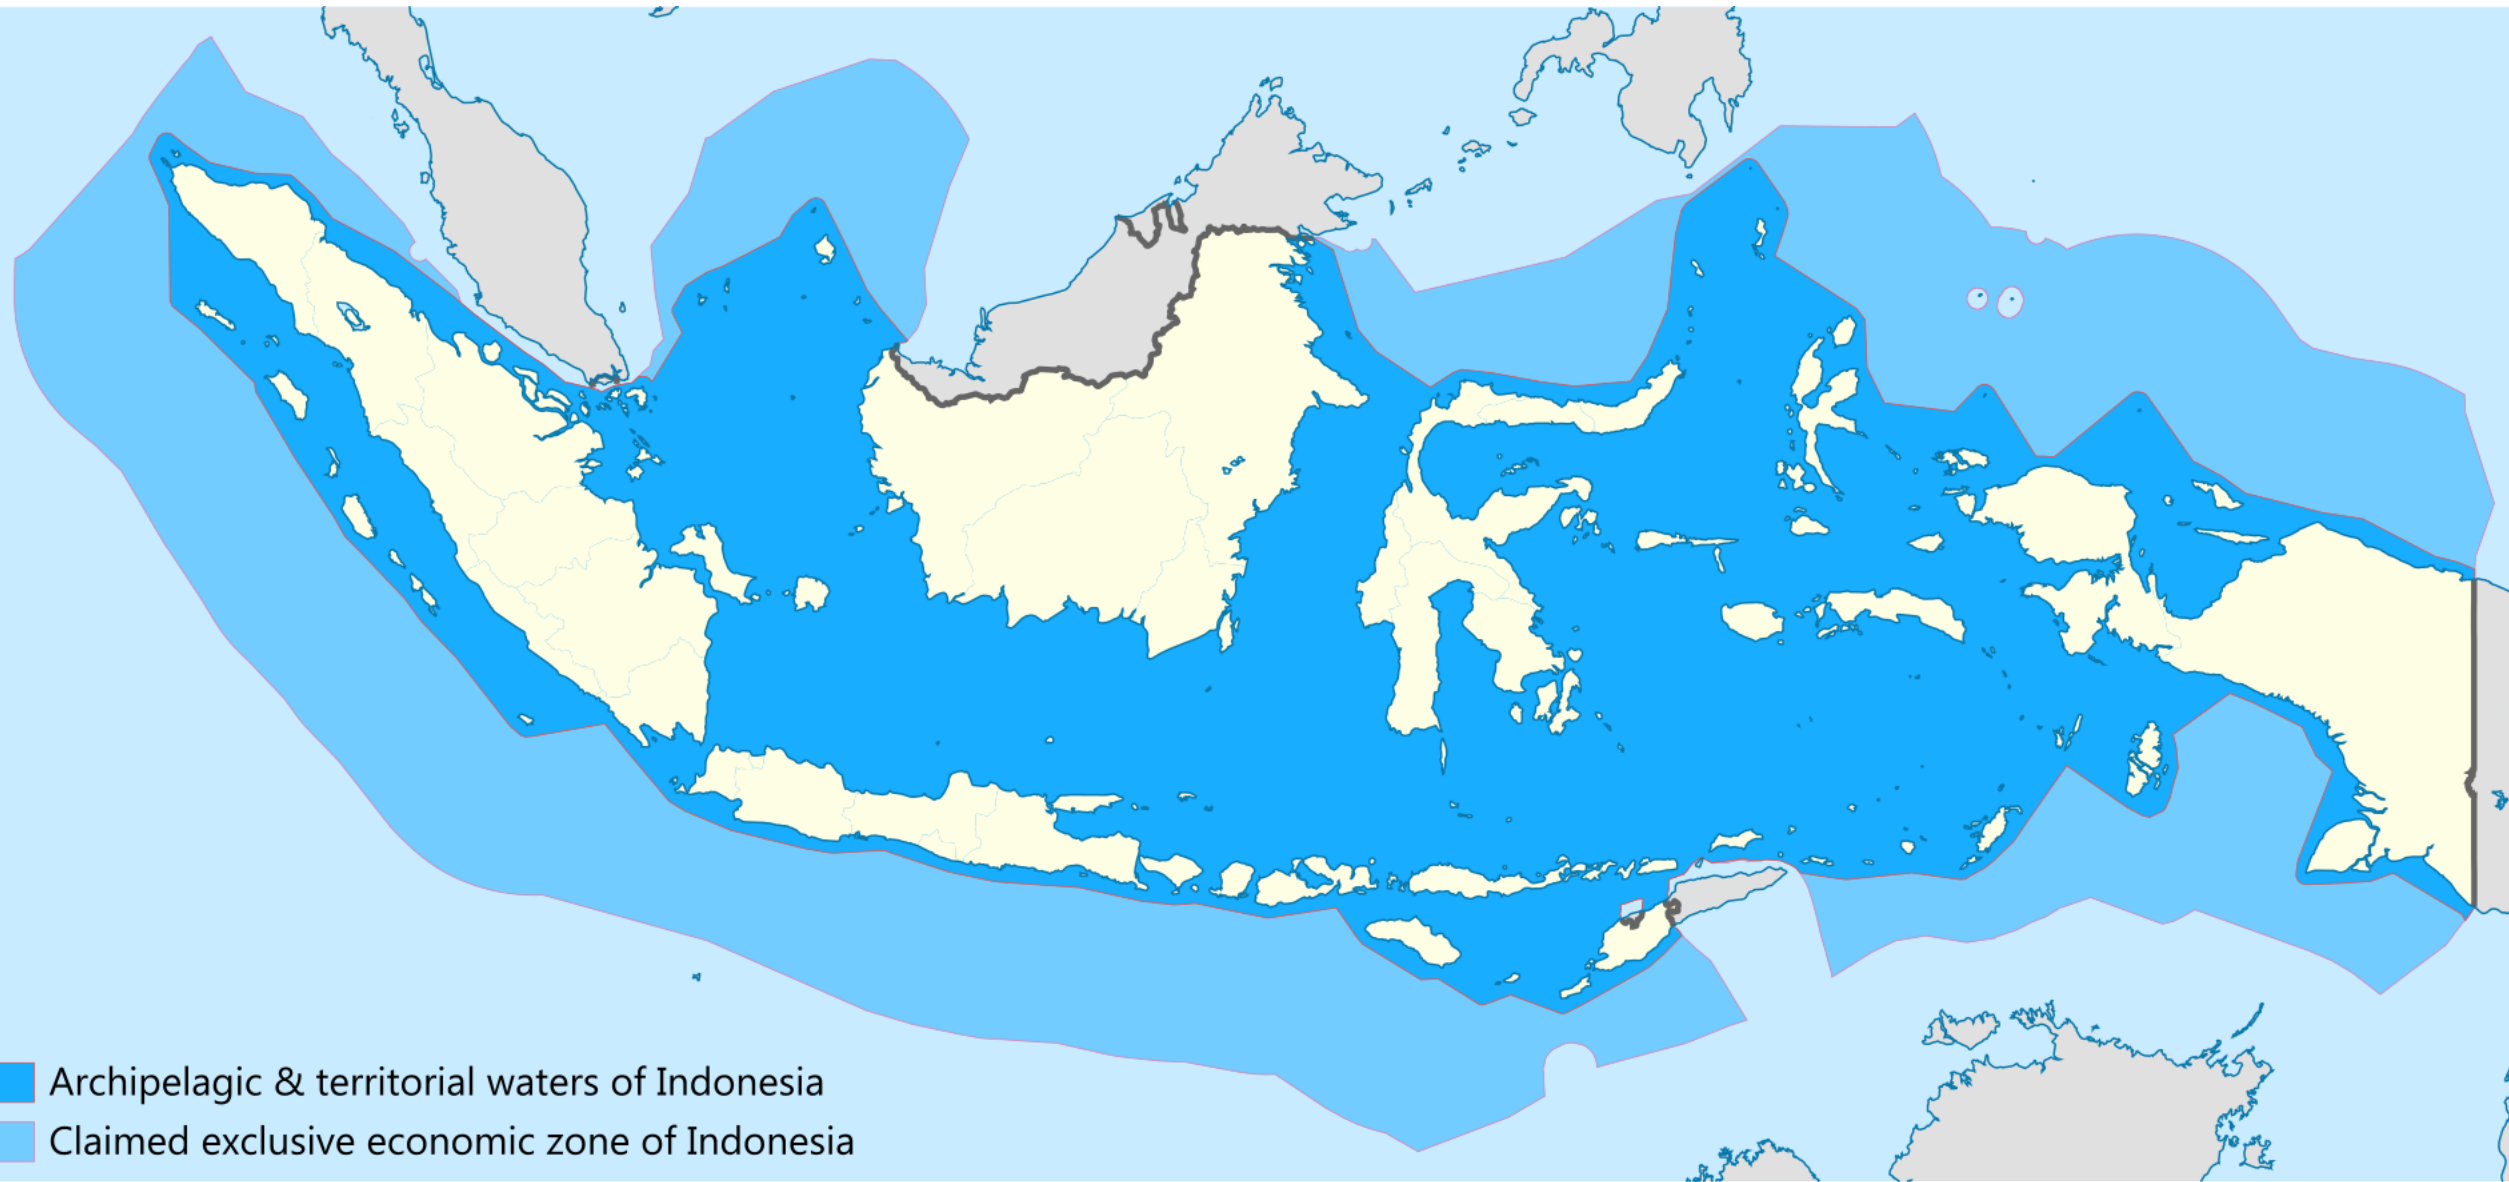 Archipelagic & territorial waters of Indonesia
Claimed exclusive economic zone of Indonesia